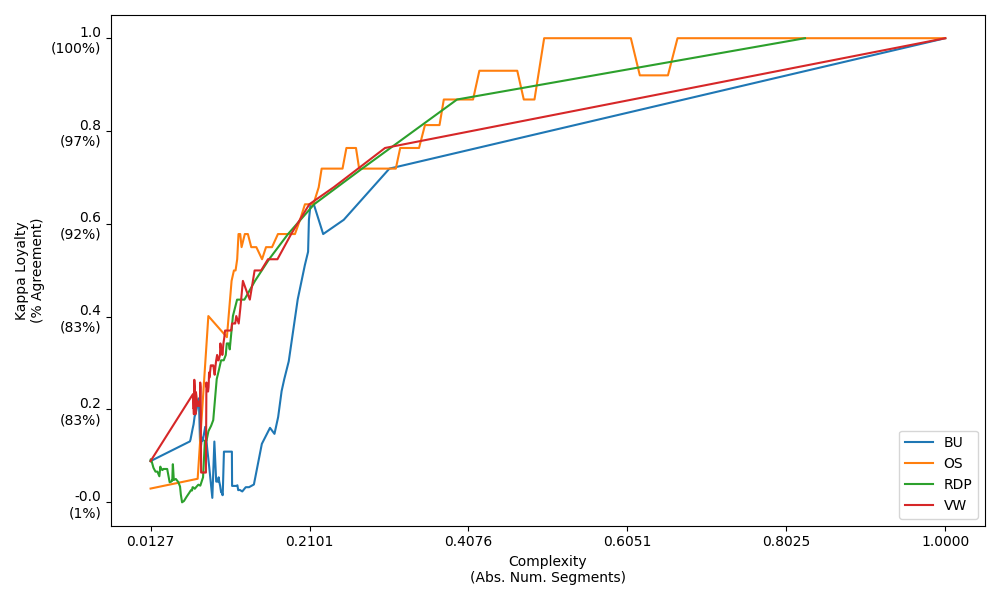 1.0
(100%)
0.8
(97%)
0.6
(92%)
0.4
(83%)
0.2
(83%)
-0.0
(1%)
Kappa Loyalty
(% Agreement)
BU
OS
RDP
VW
0.0127
0.2101
0.4076
0.6051
0.8025
1.0000
Complexity
(Abs. Num. Segments)